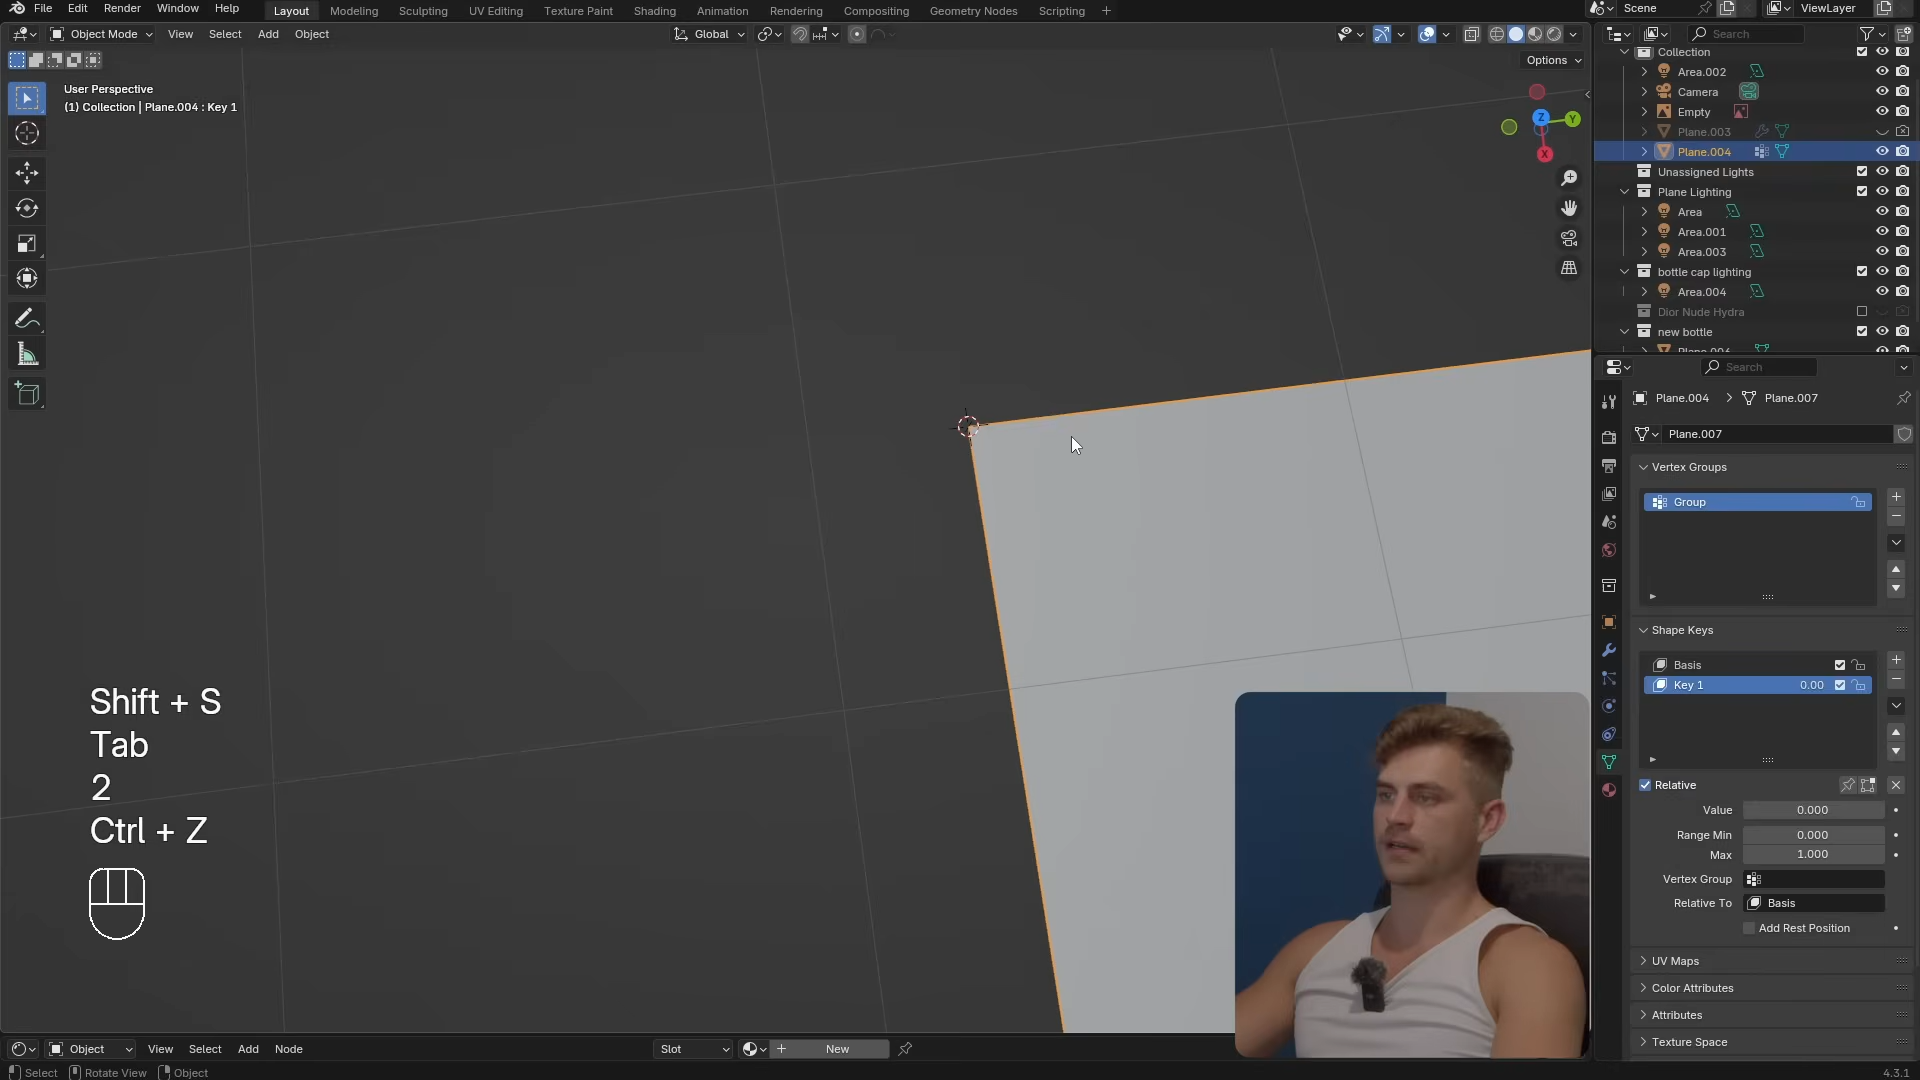 File Edit Render Window Help Layout Modeling Sculpting UV Editing Texture Paint Shading Animation Rendering Compositing Geometry Nodes Scripting + Scene ViewLayer
Object Mode View Select Add Object Global Search
Options
User Perspective
(1) Collection | Plane.004 : Key 1
Z
Y
X
Collection
Area.002
Camera
Empty
Plane.003
Plane.004
Unassigned Lights
Plane Lighting
Area
Area.001
Area.003
bottle cap lighting
Area.004
Dior Nude Hydra
new bottle
Plane.006
Search
Plane.004 > Plane.007
Plane.007
Vertex Groups
Group
Shape Keys
Basis
Key 1 0.00
Relative
Value 0.000
Range Min 0.000
Max 1.000
Vertex Group
Relative To Basis
Add Rest Position
UV Maps
Color Attributes
Attributes
Texture Space
Shift + S
Tab
2
Ctrl + Z
Object View Select Add Node Slot New
Select Rotate View Object 4.3.1